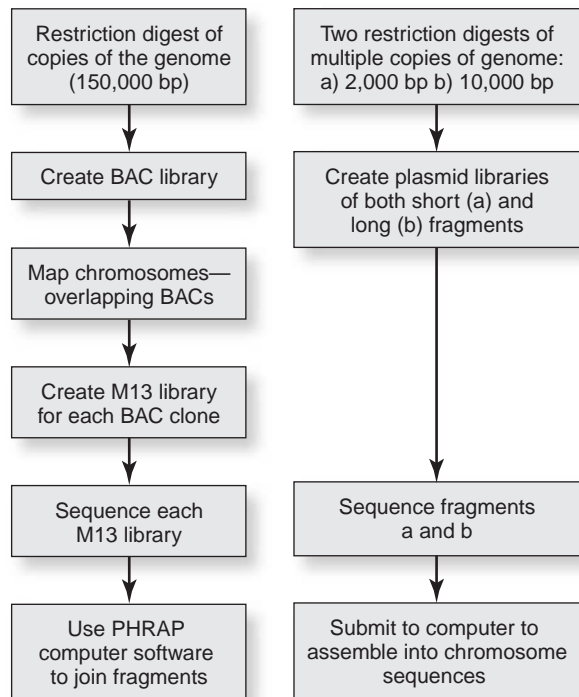 Restriction digest of
copies of the genome
(150,000 bp)
Create BAC library
Map chromosomes—
overlapping BACs
Create M13 library
for each BAC clone
Sequence each
M13 library
Use PHRAP
computer software
to join fragments
Two restriction digests of
multiple copies of genome:
a) 2,000 bp b) 10,000 bp
Create plasmid libraries
of both short (a) and
long (b) fragments
Sequence fragments
a and b
Submit to computer to
assemble into chromosome
sequences